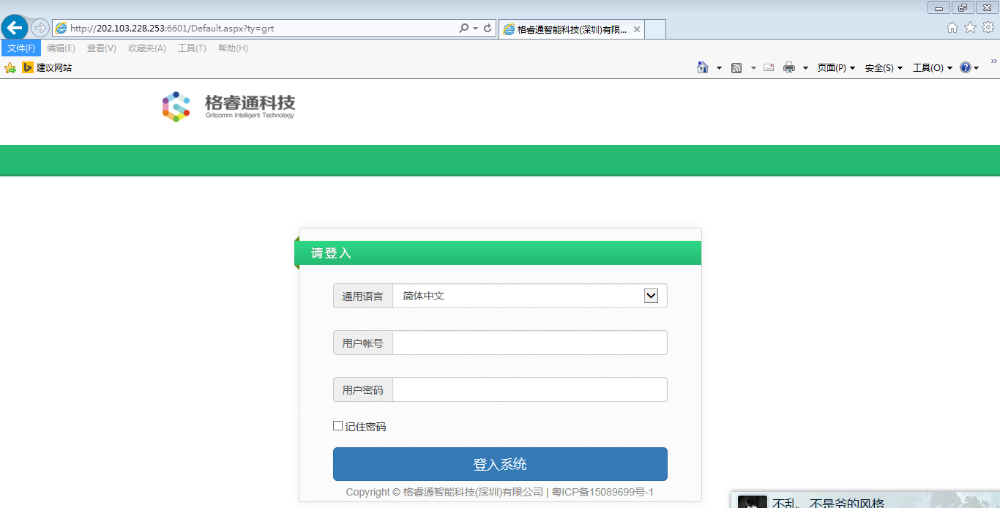 http://202.103.228.253:6601/Default.aspx?ty=grt
格睿通智能科技(深圳)有限...
文件(F) 编辑(E) 查看(V) 收藏夹(A) 工具(T) 帮助(H)
建议网站
页面(P) 安全(S) 工具(O)
格睿通科技
Gritcomm Intelligent Technology
请登入
通用语言 简体中文
用户帐号
用户密码
记住密码
登入系统
Copyright © 格睿通智能科技(深圳)有限公司 | 粤ICP备15089699号-1
不乱、不是爷的风格